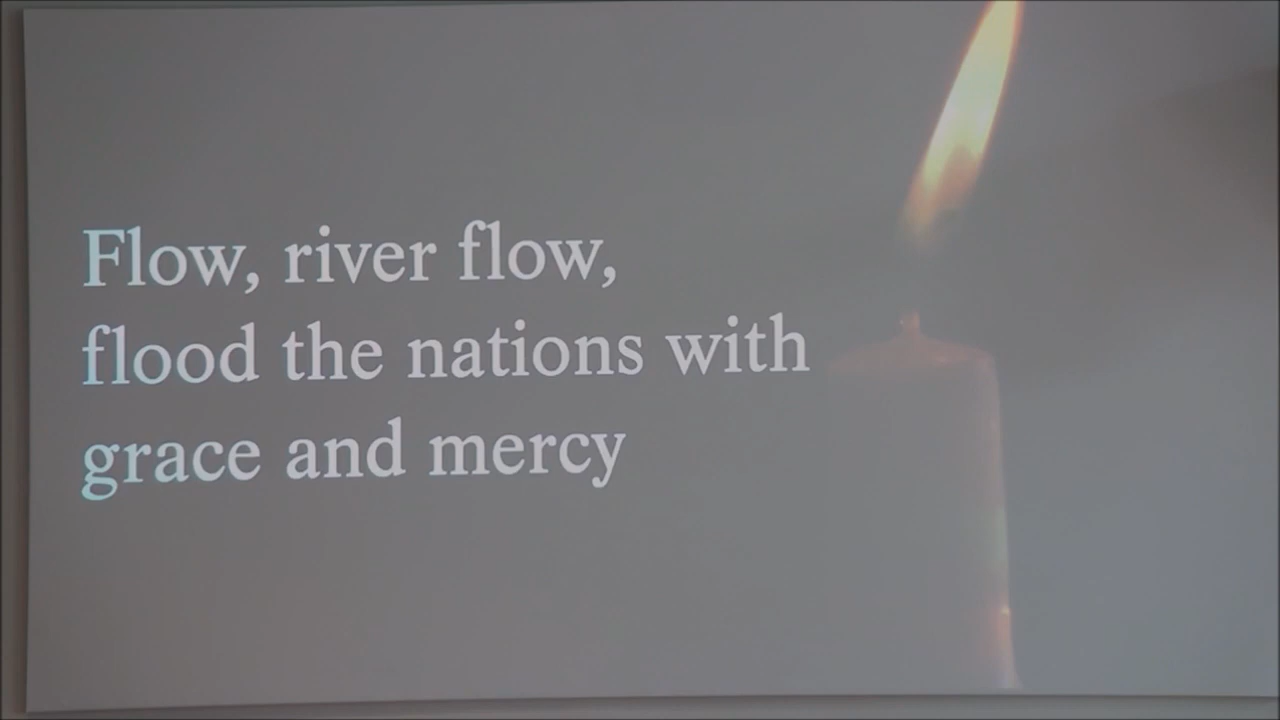 Flow, river flow,
flood the nations with
grace and mercy